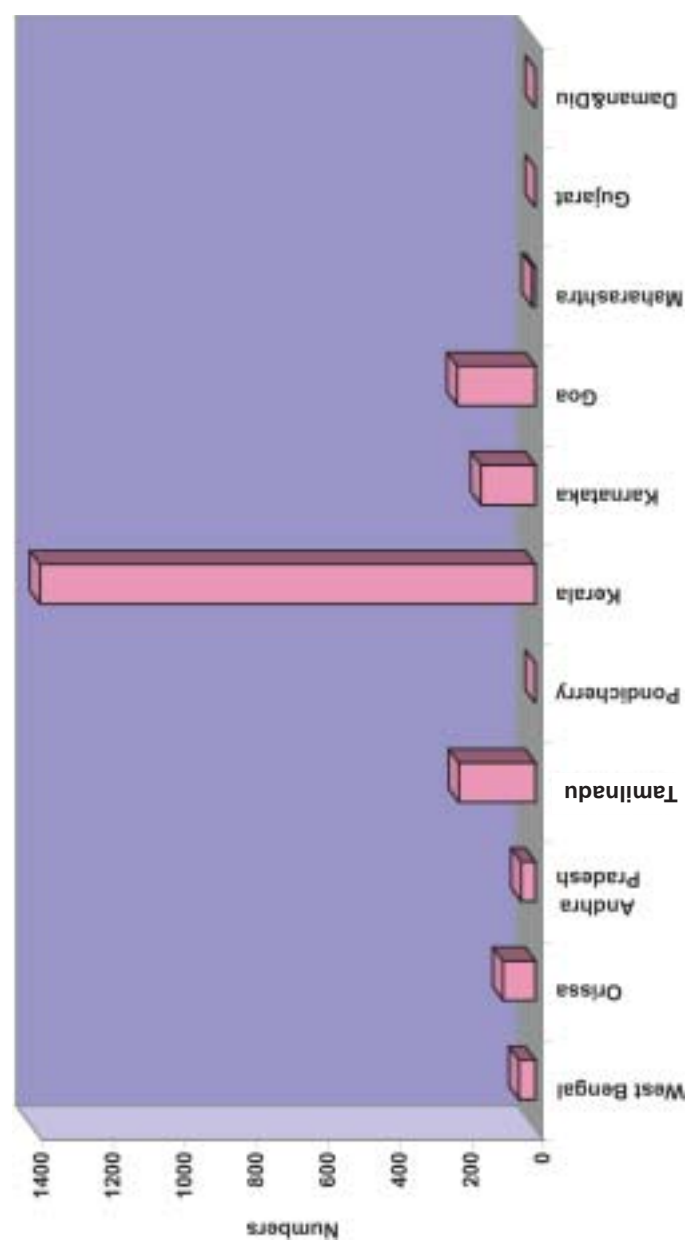 Numbers
1400
1200
1000
800
600
400
200
0
West Bengal
Orissa
Andhra
Pradesh
Tamilnadu
Pondicherry
Kerala
Karnataka
Goa
Maharashtra
Gujarat
Daman&Diu